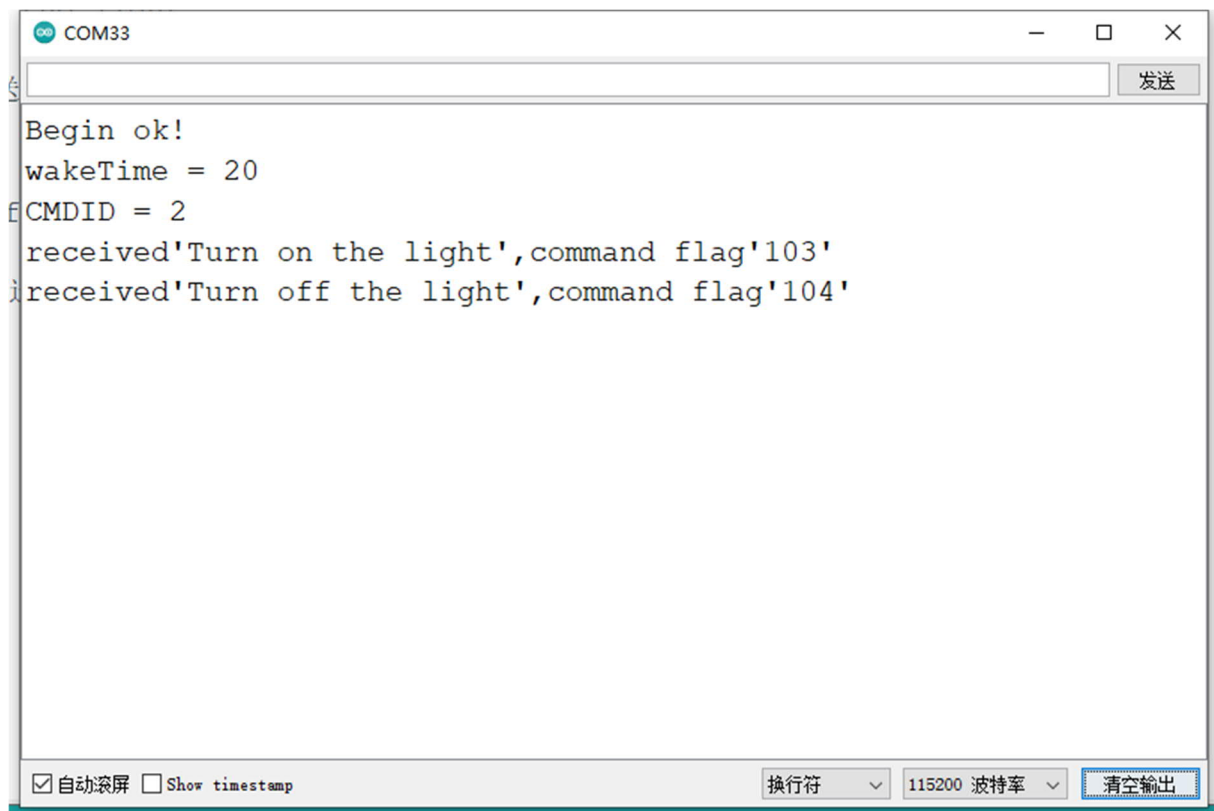 COM33
发送
Begin ok!
wakeTime = 20
CMDID = 2
received'Turn on the light',command flag'103'
received'Turn off the light',command flag'104'
自动滚屏 Show timestamp 换行符 115200 波特率 清空输出